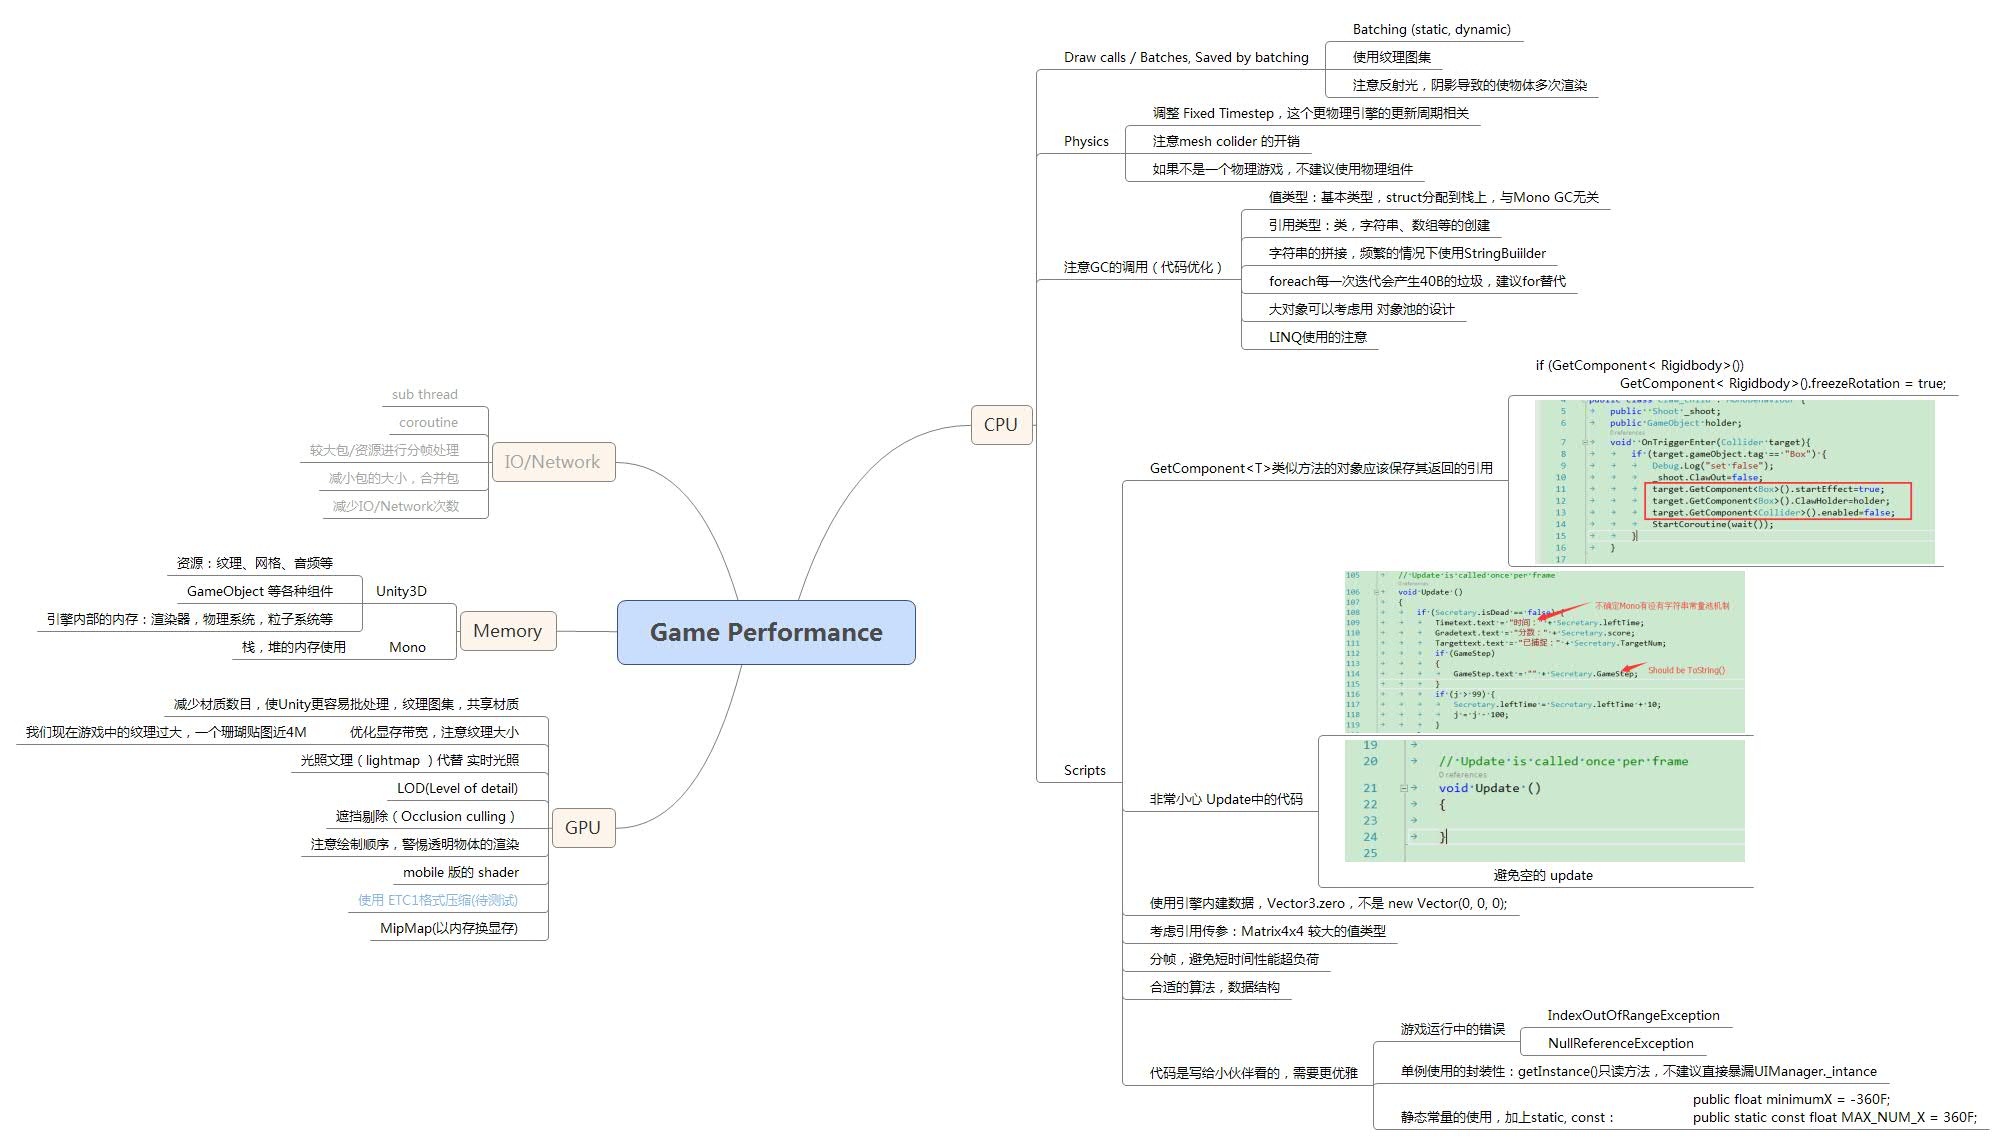 Game Performance
CPU
Draw calls / Batches, Saved by batching
Batching (static, dynamic)
使用纹理图集
注意反射光，阴影导致的使物体多次渲染
Physics
调整 Fixed Timestep，这个更物理引擎的更新周期相关
注意mesh colider 的开销
如果不是一个物理游戏，不建议使用物理组件
注意GC的调用（代码优化）
值类型：基本类型，struct分配到栈上，与Mono GC无关
引用类型：类，字符串、数组等的创建
字符串的拼接，频繁的情况下使用StringBuiilder
foreach每一次迭代会产生40B的垃圾，建议for替代
大对象可以考虑用 对象池的设计
LINQ使用的注意
Scripts
GetComponent<T>类似方法的对象应该保存其返回的引用
if (GetComponent< Rigidbody>())
GetComponent< Rigidbody>().freezeRotation = true;
5 public Shoot _shoot;
6 public GameObject holder;
0 references
7 void OnTriggerEnter(Collider target){
8 if (target.gameObject.tag == "Box") {
9 Debug.Log("set false");
10 _shoot.ClawOut=false;
11 target.GetComponent<Box>().startEffect=true;
12 target.GetComponent<Box>().ClawHolder=holder;
13 target.GetComponent<Collider>().enabled=false;
14 StartCoroutine(wait());
15 }
16 }
17
非常小心 Update中的代码
105 // Update is called once per frame
0 references
106 void Update ()
107 {
108 if (Secretary.isDead == false) {
109 Timetext.text = "时间：" + Secretary.leftTime;
110 Gradetext.text = "分数：" + Secretary.score;
111 Targettext.text = "已捕捉：" + Secretary.TargetNum;
112 if (GameStep)
113 {
114 GameStep.text = "" + Secretary.GameStep;
115 }
116 if (j > 99) {
117 Secretary.leftTime = Secretary.leftTime + 10;
118 j = j - 100;
119 }
不确定Mono有没有字符串常量池机制
Should be ToString()
19
20 // Update is called once per frame
0 references
21 void Update ()
22 {
23
24 }
25
避免空的 update
使用引擎内建数据，Vector3.zero，不是 new Vector(0, 0, 0);
考虑引用传参：Matrix4x4 较大的值类型
分帧，避免短时间性能超负荷
合适的算法，数据结构
代码是写给小伙伴看的，需要更优雅
游戏运行中的错误
IndexOutOfRangeException
NullReferenceException
单例使用的封装性：getInstance()只读方法，不建议直接暴漏UIManager._intance
静态常量的使用，加上static, const：
public float minimumX = -360F;
public static const float MAX_NUM_X = 360F;
IO/Network
sub thread
coroutine
较大包/资源进行分帧处理
减小包的大小，合并包
减少IO/Network次数
Memory
Unity3D
资源：纹理、网格、音频等
GameObject 等各种组件
引擎内部的内存：渲染器，物理系统，粒子系统等
Mono
栈，堆的内存使用
GPU
减少材质数目，使Unity更容易批处理，纹理图集，共享材质
优化显存带宽，注意纹理大小
我们现在游戏中的纹理过大，一个珊瑚贴图近4M
光照文理（lightmap ）代替 实时光照
LOD(Level of detail)
遮挡剔除（Occlusion culling）
注意绘制顺序，警惕透明物体的渲染
mobile 版的 shader
使用 ETC1格式压缩(待测试)
MipMap(以内存换显存)